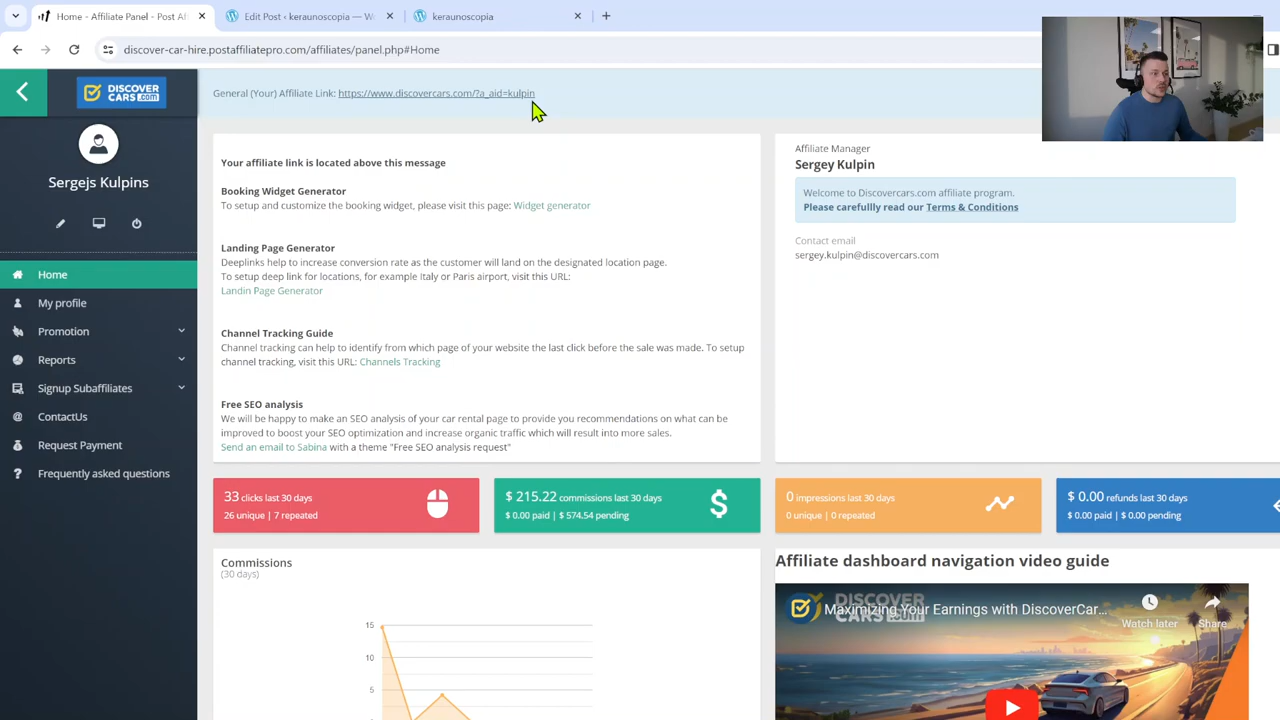 Home - Affiliate Panel - Post Af
Edit Post ‹ keraunoscopia — W
keraunoscopia
discover-car-hire.postaffiliatepro.com/affiliates/panel.php#Home
DISCOVER
CARS.com
General (Your) Affiliate Link: https://www.discovercars.com/?a_aid=kulpin
Sergejs Kulpins
Home
My profile
Promotion
Reports
Signup Subaffiliates
ContactUs
Request Payment
Frequently asked questions
Your affiliate link is located above this message
Booking Widget Generator
To setup and customize the booking widget, please visit this page: Widget generator
Landing Page Generator
Deeplinks help to increase conversion rate as the customer will land on the designated location page.
To setup deep link for locations, for example Italy or Paris airport, visit this URL:
Landin Page Generator
Channel Tracking Guide
Channel tracking can help to identify from which page of your website the last click before the sale was made. To setup
channel tracking, visit this URL: Channels Tracking
Free SEO analysis
We will be happy to make an SEO analysis of your car rental page to provide you recommendations on what can be
improved to boost your SEO optimization and increase organic traffic which will result into more sales.
Send an email to Sabina with a theme "Free SEO analysis request"
Affiliate Manager
Sergey Kulpin
Welcome to Discovercars.com affiliate program.
Please carefullly read our Terms & Conditions
Contact email
sergey.kulpin@discovercars.com
33 clicks last 30 days
26 unique | 7 repeated
$ 215.22 commissions last 30 days
$ 0.00 paid | $ 574.54 pending
0 impressions last 30 days
0 unique | 0 repeated
$ 0.00 refunds last 30 days
$ 0.00 paid | $ 0.00 pending
Commissions
(30 days)
15
10
5
Affiliate dashboard navigation video guide
DISCOVER
CARS.com
Maximizing Your Earnings with DiscoverCar...
Watch later
Share